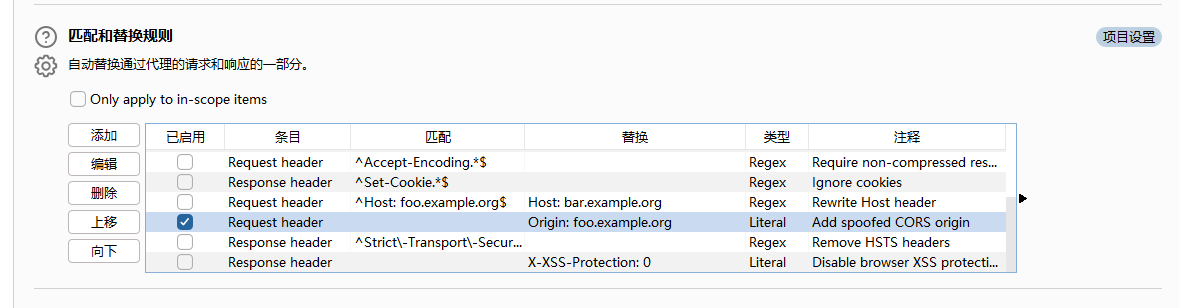 匹配和替换规则
项目设置
自动替换通过代理的请求和响应的一部分。
Only apply to in-scope items
添加
编辑
删除
上移
向下
已启用 条目 匹配 替换 类型 注释
Request header ^Accept-Encoding.*$ Regex Require non-compressed res...
Response header ^Set-Cookie.*$ Regex Ignore cookies
Request header ^Host: foo.example.org$ Host: bar.example.org Regex Rewrite Host header
Request header Origin: foo.example.org Literal Add spoofed CORS origin
Response header ^Strict\-Transport\-Secur... Regex Remove HSTS headers
Response header X-XSS-Protection: 0 Literal Disable browser XSS protecti...